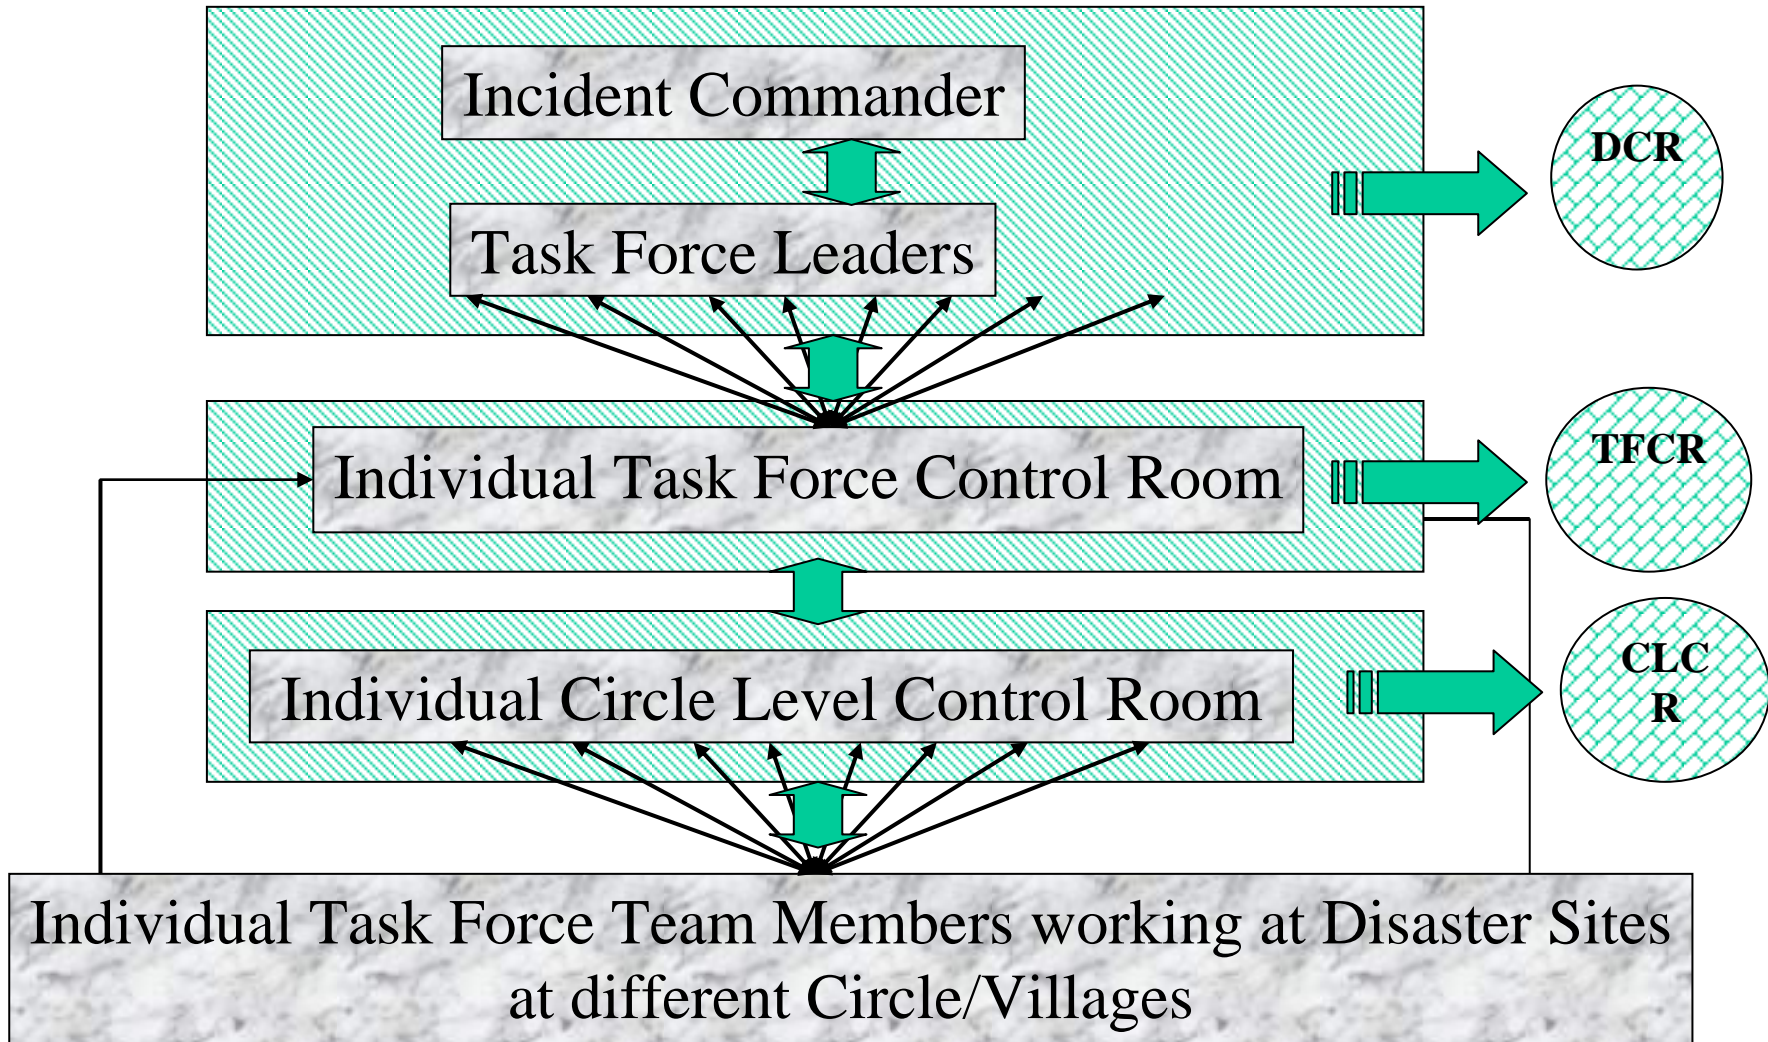 Incident Commander
DCR
Task Force Leaders
Individual Task Force Control Room
TFCR
Individual Circle Level Control Room
CLC
R
Individual Task Force Team Members working at Disaster Sites
at different Circle/Villages